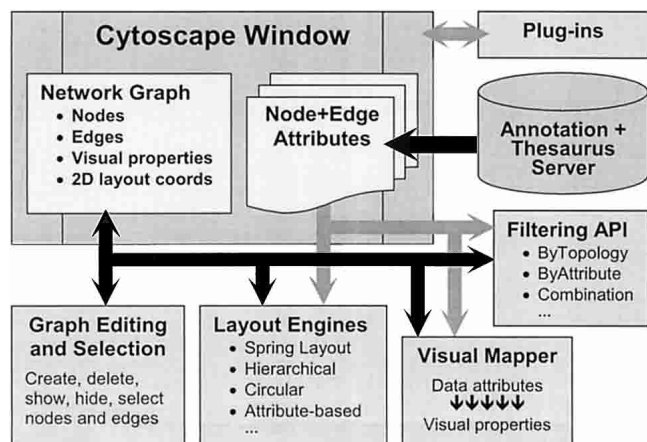 Cytoscape Window
Plug-ins
Network Graph
• Nodes
• Edges
• Visual properties
• 2D layout coords
Node+Edge
Attributes
Annotation +
Thesaurus
Server
Filtering API
• ByTopology
• ByAttribute
• Combination
...
Graph Editing
and Selection
Create, delete,
show, hide, select
nodes and edges
Layout Engines
• Spring Layout
• Hierarchical
• Circular
• Attribute-based
...
Visual Mapper
Data attributes
Visual properties